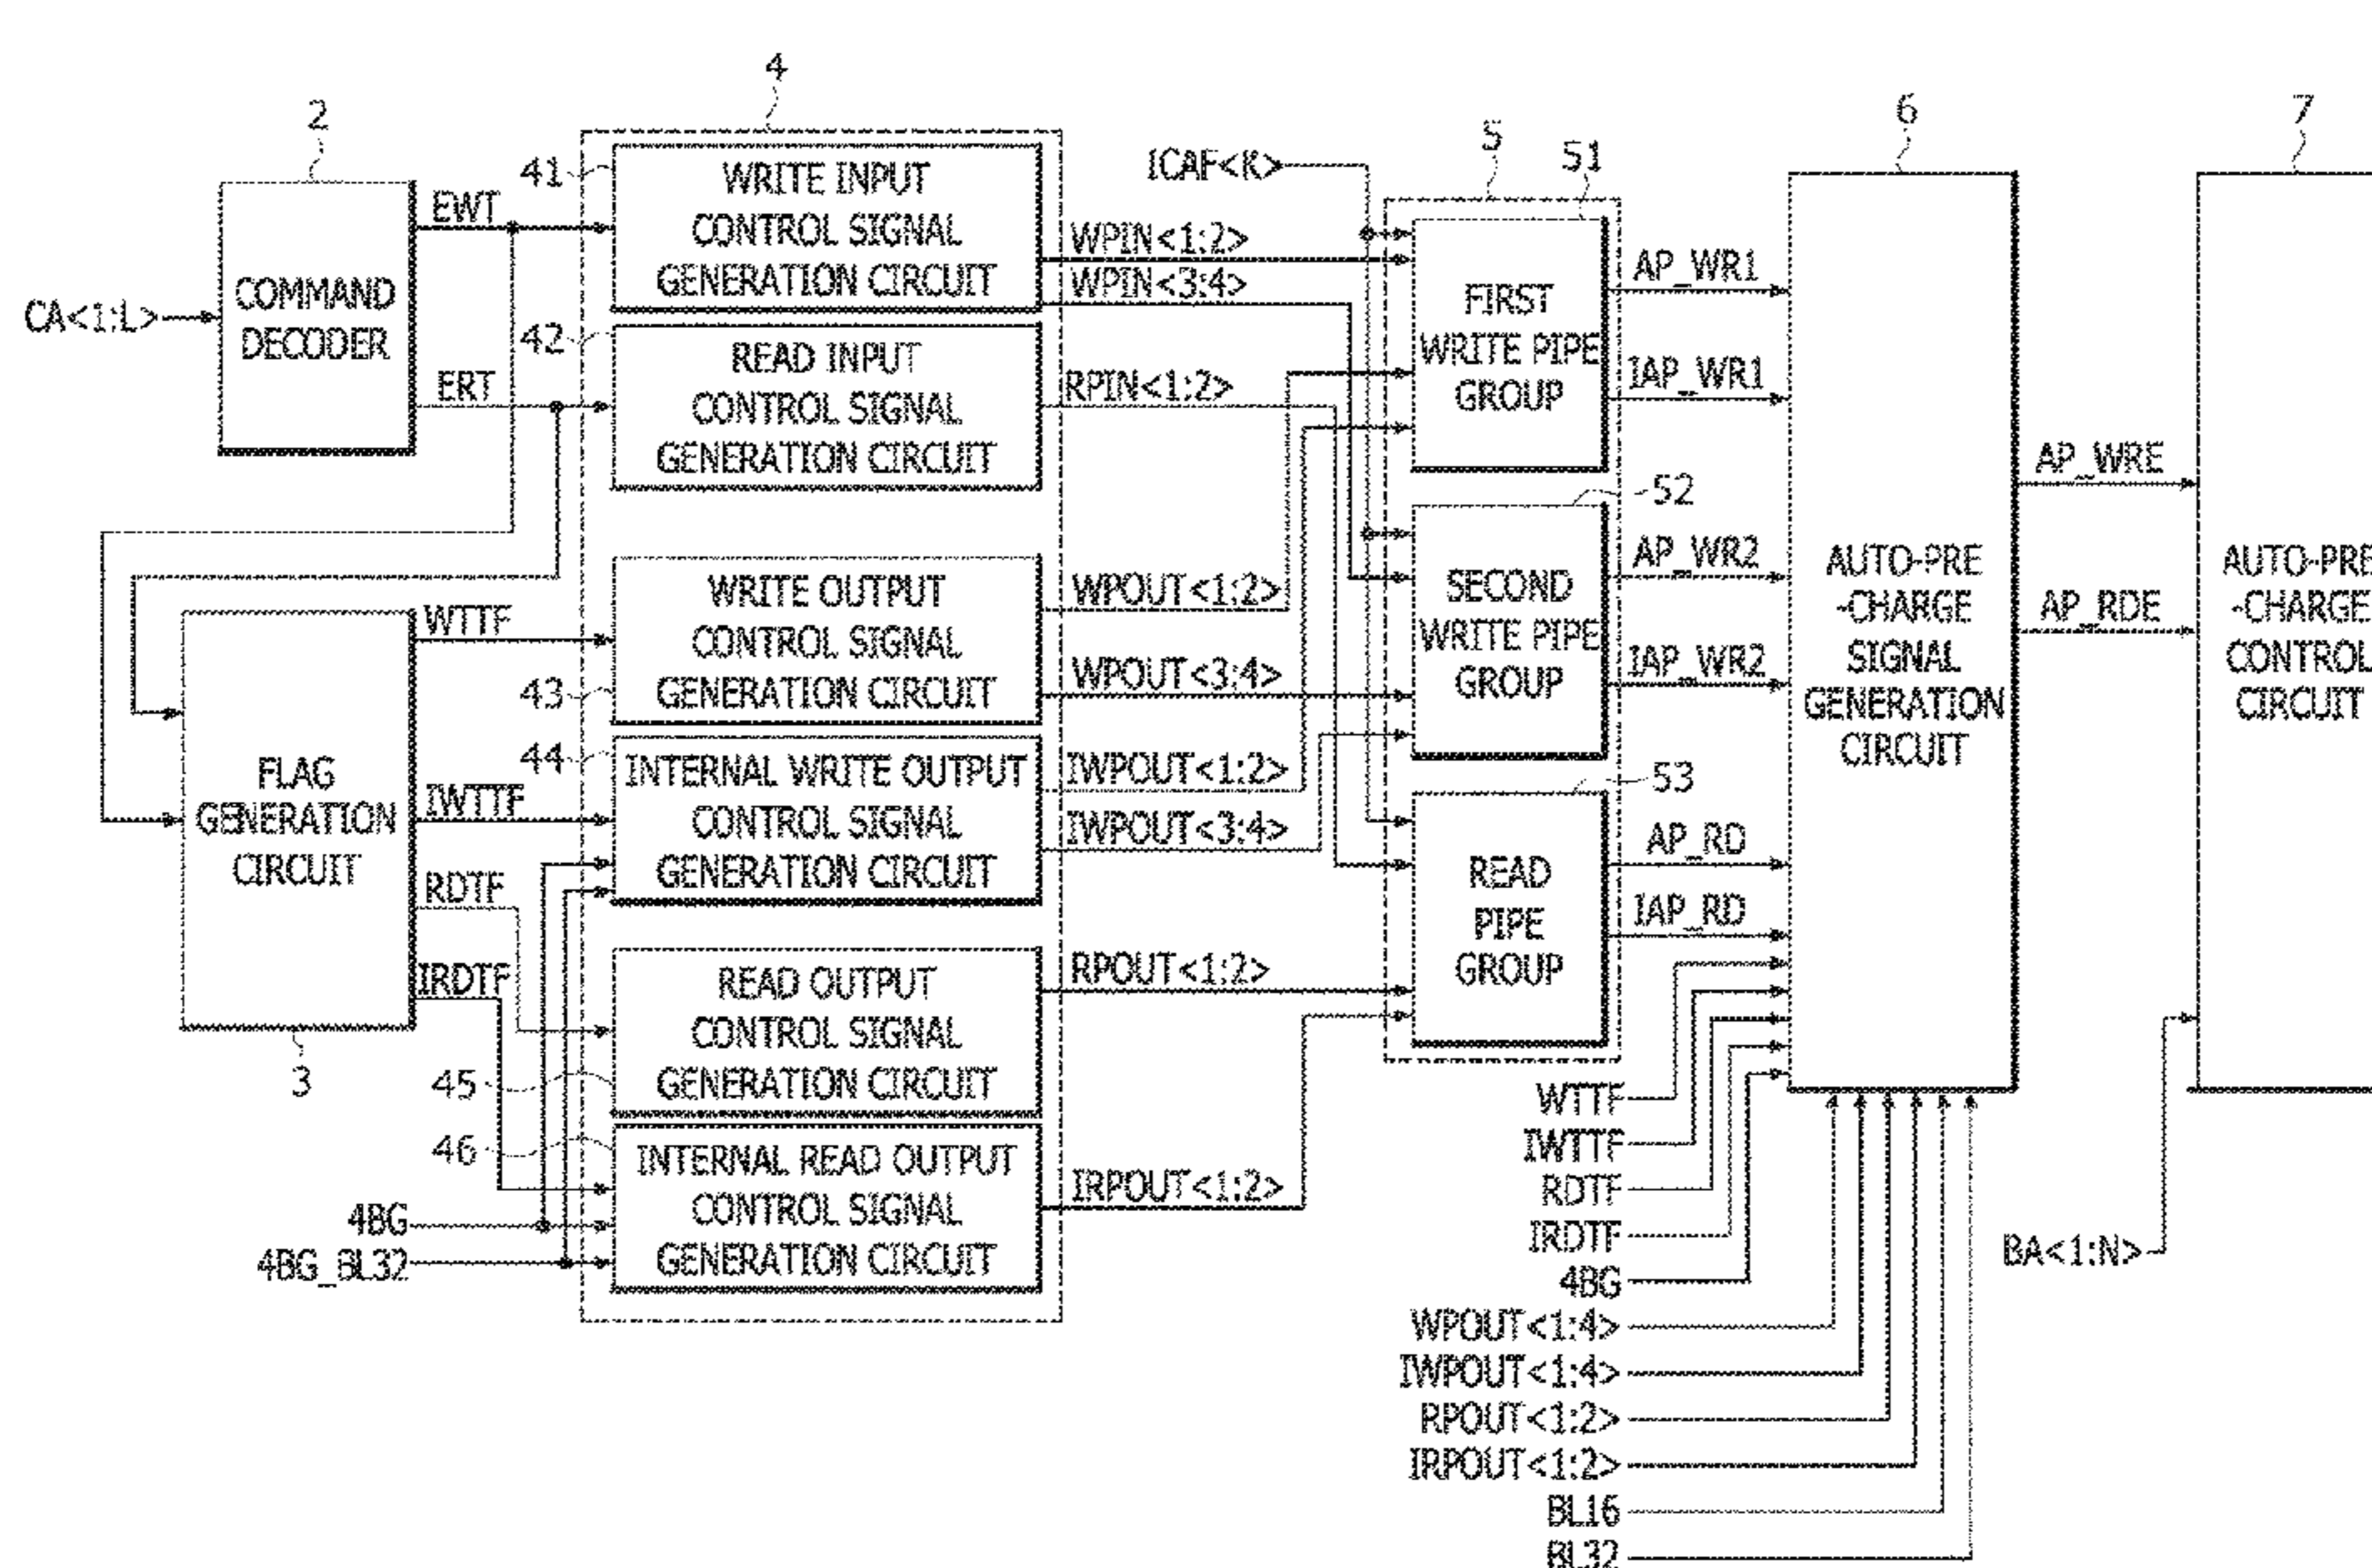 2
COMMAND
DECODER
CA<1:L>
EWT
ERT
3
FLAG
GENERATION
CIRCUIT
WTTF
IWTTF
RDTF
IRDTF
4BG
4BG_BL32
4
41
WRITE INPUT
CONTROL SIGNAL
GENERATION CIRCUIT
42
READ INPUT
CONTROL SIGNAL
GENERATION CIRCUIT
43
WRITE OUTPUT
CONTROL SIGNAL
GENERATION CIRCUIT
44
INTERNAL WRITE OUTPUT
CONTROL SIGNAL
GENERATION CIRCUIT
45
READ OUTPUT
CONTROL SIGNAL
GENERATION CIRCUIT
46
INTERNAL READ OUTPUT
CONTROL SIGNAL
GENERATION CIRCUIT
ICAF<K>
WPIN<1:2>
WPIN<3:4>
RPIN<1:2>
WPOUT<1:2>
WPOUT<3:4>
IWPOUT<1:2>
IWPOUT<3:4>
RPOUT<1:2>
IRPOUT<1:2>
5
51
FIRST
WRITE PIPE
GROUP
52
SECOND
WRITE PIPE
GROUP
53
READ
PIPE
GROUP
AP_WR1
IAP_WR1
AP_WR2
IAP_WR2
AP_RD
IAP_RD
WTTF
IWTTF
RDTF
IRDTF
4BG
WPOUT<1:4>
IWPOUT<1:4>
RPOUT<1:2>
IRPOUT<1:2>
BL16
BL32
6
AUTO-PRE
-CHARGE
SIGNAL
GENERATION
CIRCUIT
AP_WRE
AP_RDE
BA<1:N>
7
AUTO-PRE
-CHARGE
CONTROL
CIRCUIT